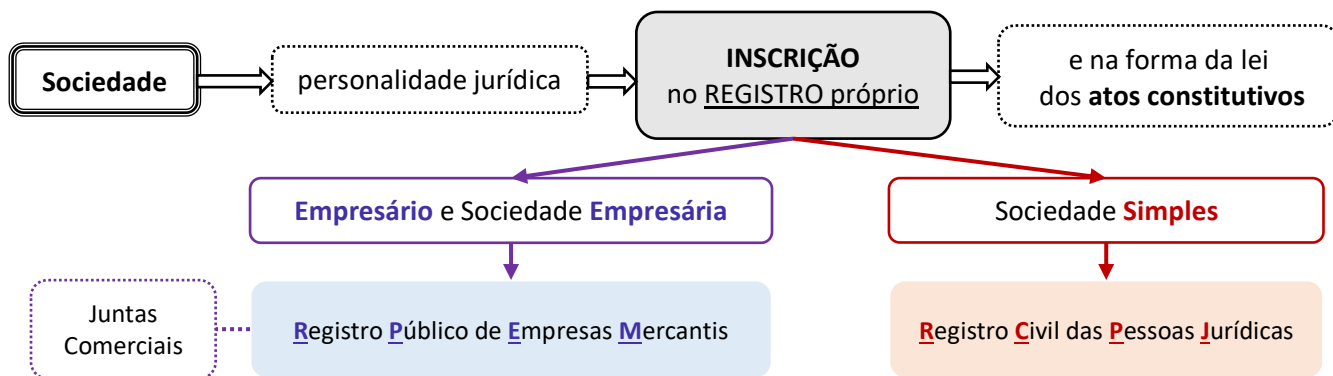 Sociedade
personalidade jurídica
INSCRIÇÃO
no REGISTRO próprio
e na forma da lei
dos atos constitutivos
Empresário e Sociedade Empresária
Sociedade Simples
Juntas
Comerciais
Registro Público de Empresas Mercantis
Registro Civil das Pessoas Jurídicas